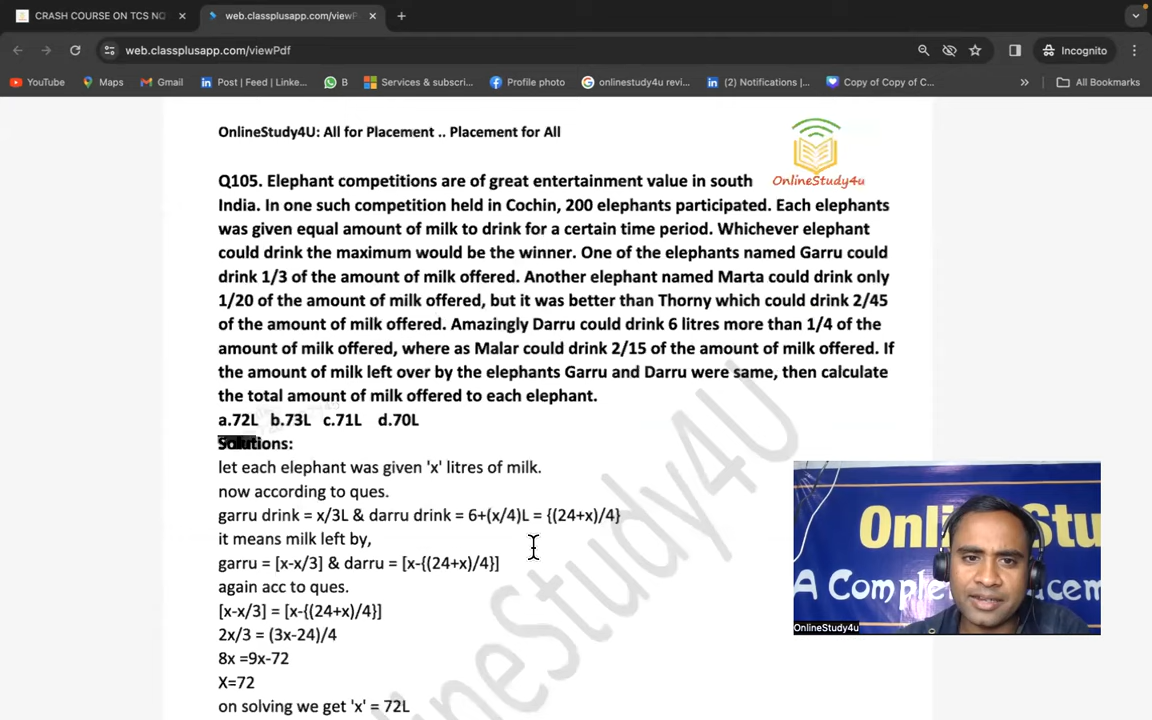 CRASH COURSE ON TCS NQ
web.classplusapp.com/viewP
web.classplusapp.com/viewPdf
Incognito
YouTube
Maps
Gmail
Post | Feed | Linke...
B
Services & subscri...
Profile photo
onlinestudy4u revi...
(2) Notifications |...
Copy of Copy of C...
All Bookmarks
OnlineStudy4U: All for Placement .. Placement for All
OnlineStudy4u
Q105. Elephant competitions are of great entertainment value in south
India. In one such competition held in Cochin, 200 elephants participated. Each elephants
was given equal amount of milk to drink for a certain time period. Whichever elephant
could drink the maximum would be the winner. One of the elephants named Garru could
drink 1/3 of the amount of milk offered. Another elephant named Marta could drink only
1/20 of the amount of milk offered, but it was better than Thorny which could drink 2/45
of the amount of milk offered. Amazingly Darru could drink 6 litres more than 1/4 of the
amount of milk offered, where as Malar could drink 2/15 of the amount of milk offered. If
the amount of milk left over by the elephants Garru and Darru were same, then calculate
the total amount of milk offered to each elephant.
a.72L b.73L c.71L d.70L
Solutions:
let each elephant was given 'x' litres of milk.
now according to ques.
garru drink = x/3L & darru drink = 6+(x/4)L = {(24+x)/4}
it means milk left by,
garru = [x-x/3] & darru = [x-{(24+x)/4}]
again acc to ques.
[x-x/3] = [x-{(24+x)/4}]
2x/3 = (3x-24)/4
8x =9x-72
X=72
on solving we get 'x' = 72L
nlineStudy4U
Onl
Stu
A Comple
acem
OnlineStudy4u